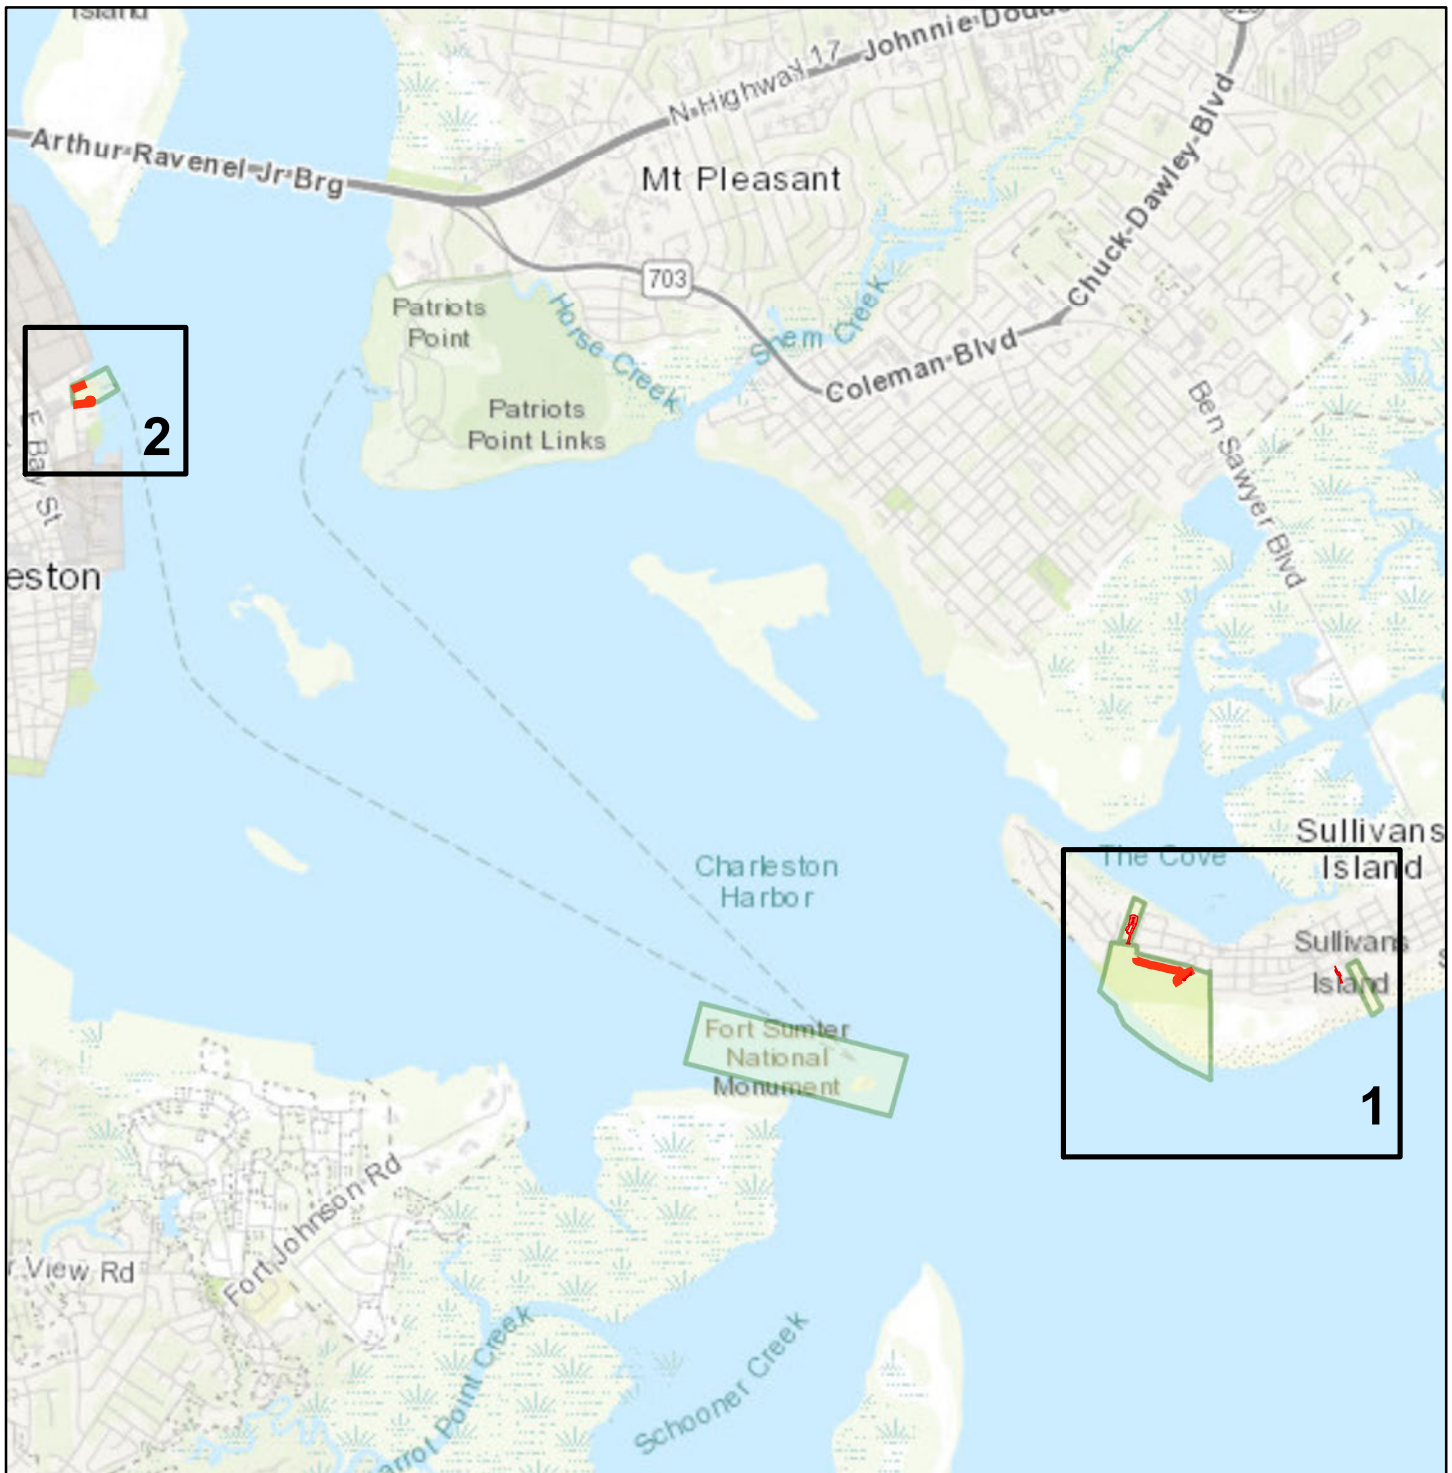 Island
Johnnie Dodds
N Highway 17
Arthur Ravenel Jr Brg
Mt Pleasant
Chuck Dawley Blvd
703
Patriots
Point
Horse Creek
Shem Creek
Coleman Blvd
Patriots
Point Links
Ben Sawyer Blvd
2
E Bay St
eston
Sullivans
Island
The Cove
Charleston
Harbor
Sullivans
Island
S
Fort Sumter
National
Monument
1
Fort Johnson Rd
r View Rd
arrot Point Creek
Schooner Creek